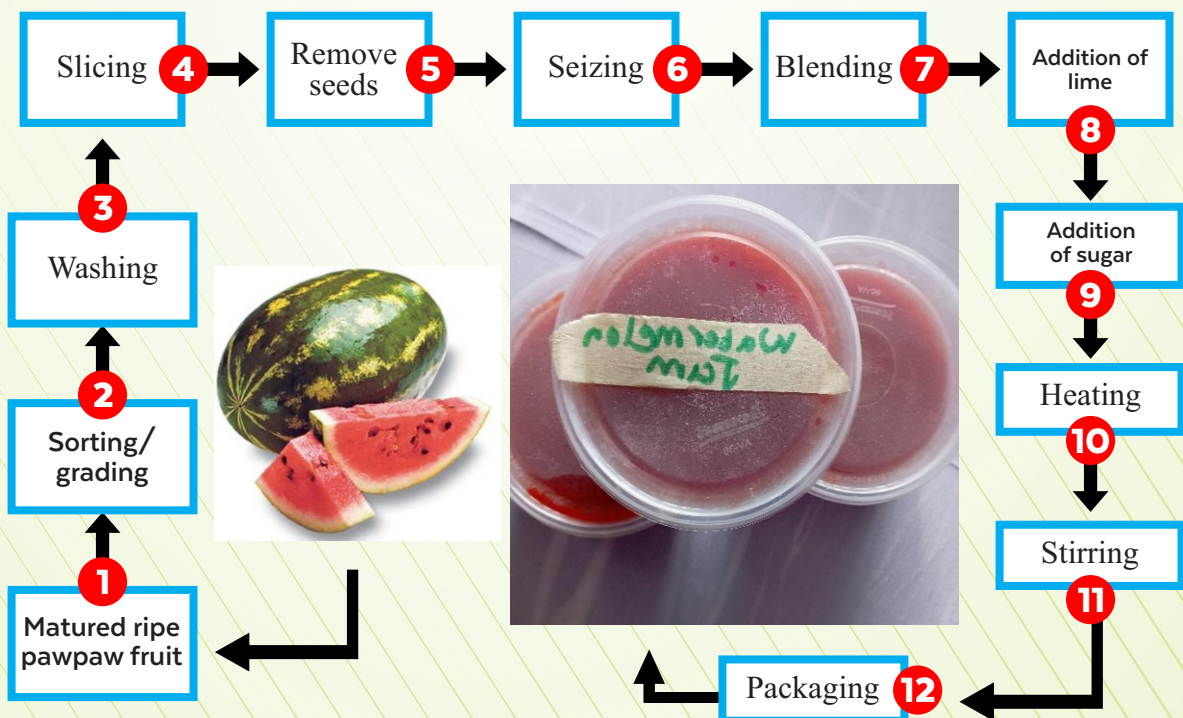 Matured ripe
pawpaw fruit
1
Sorting/
grading
2
Washing
3
Slicing
4
Remove
seeds
5
Seizing
6
Blending
7
Addition of
lime
8
Addition
of sugar
9
Heating
10
Stirring
11
Packaging
12
Jam
Watermelon